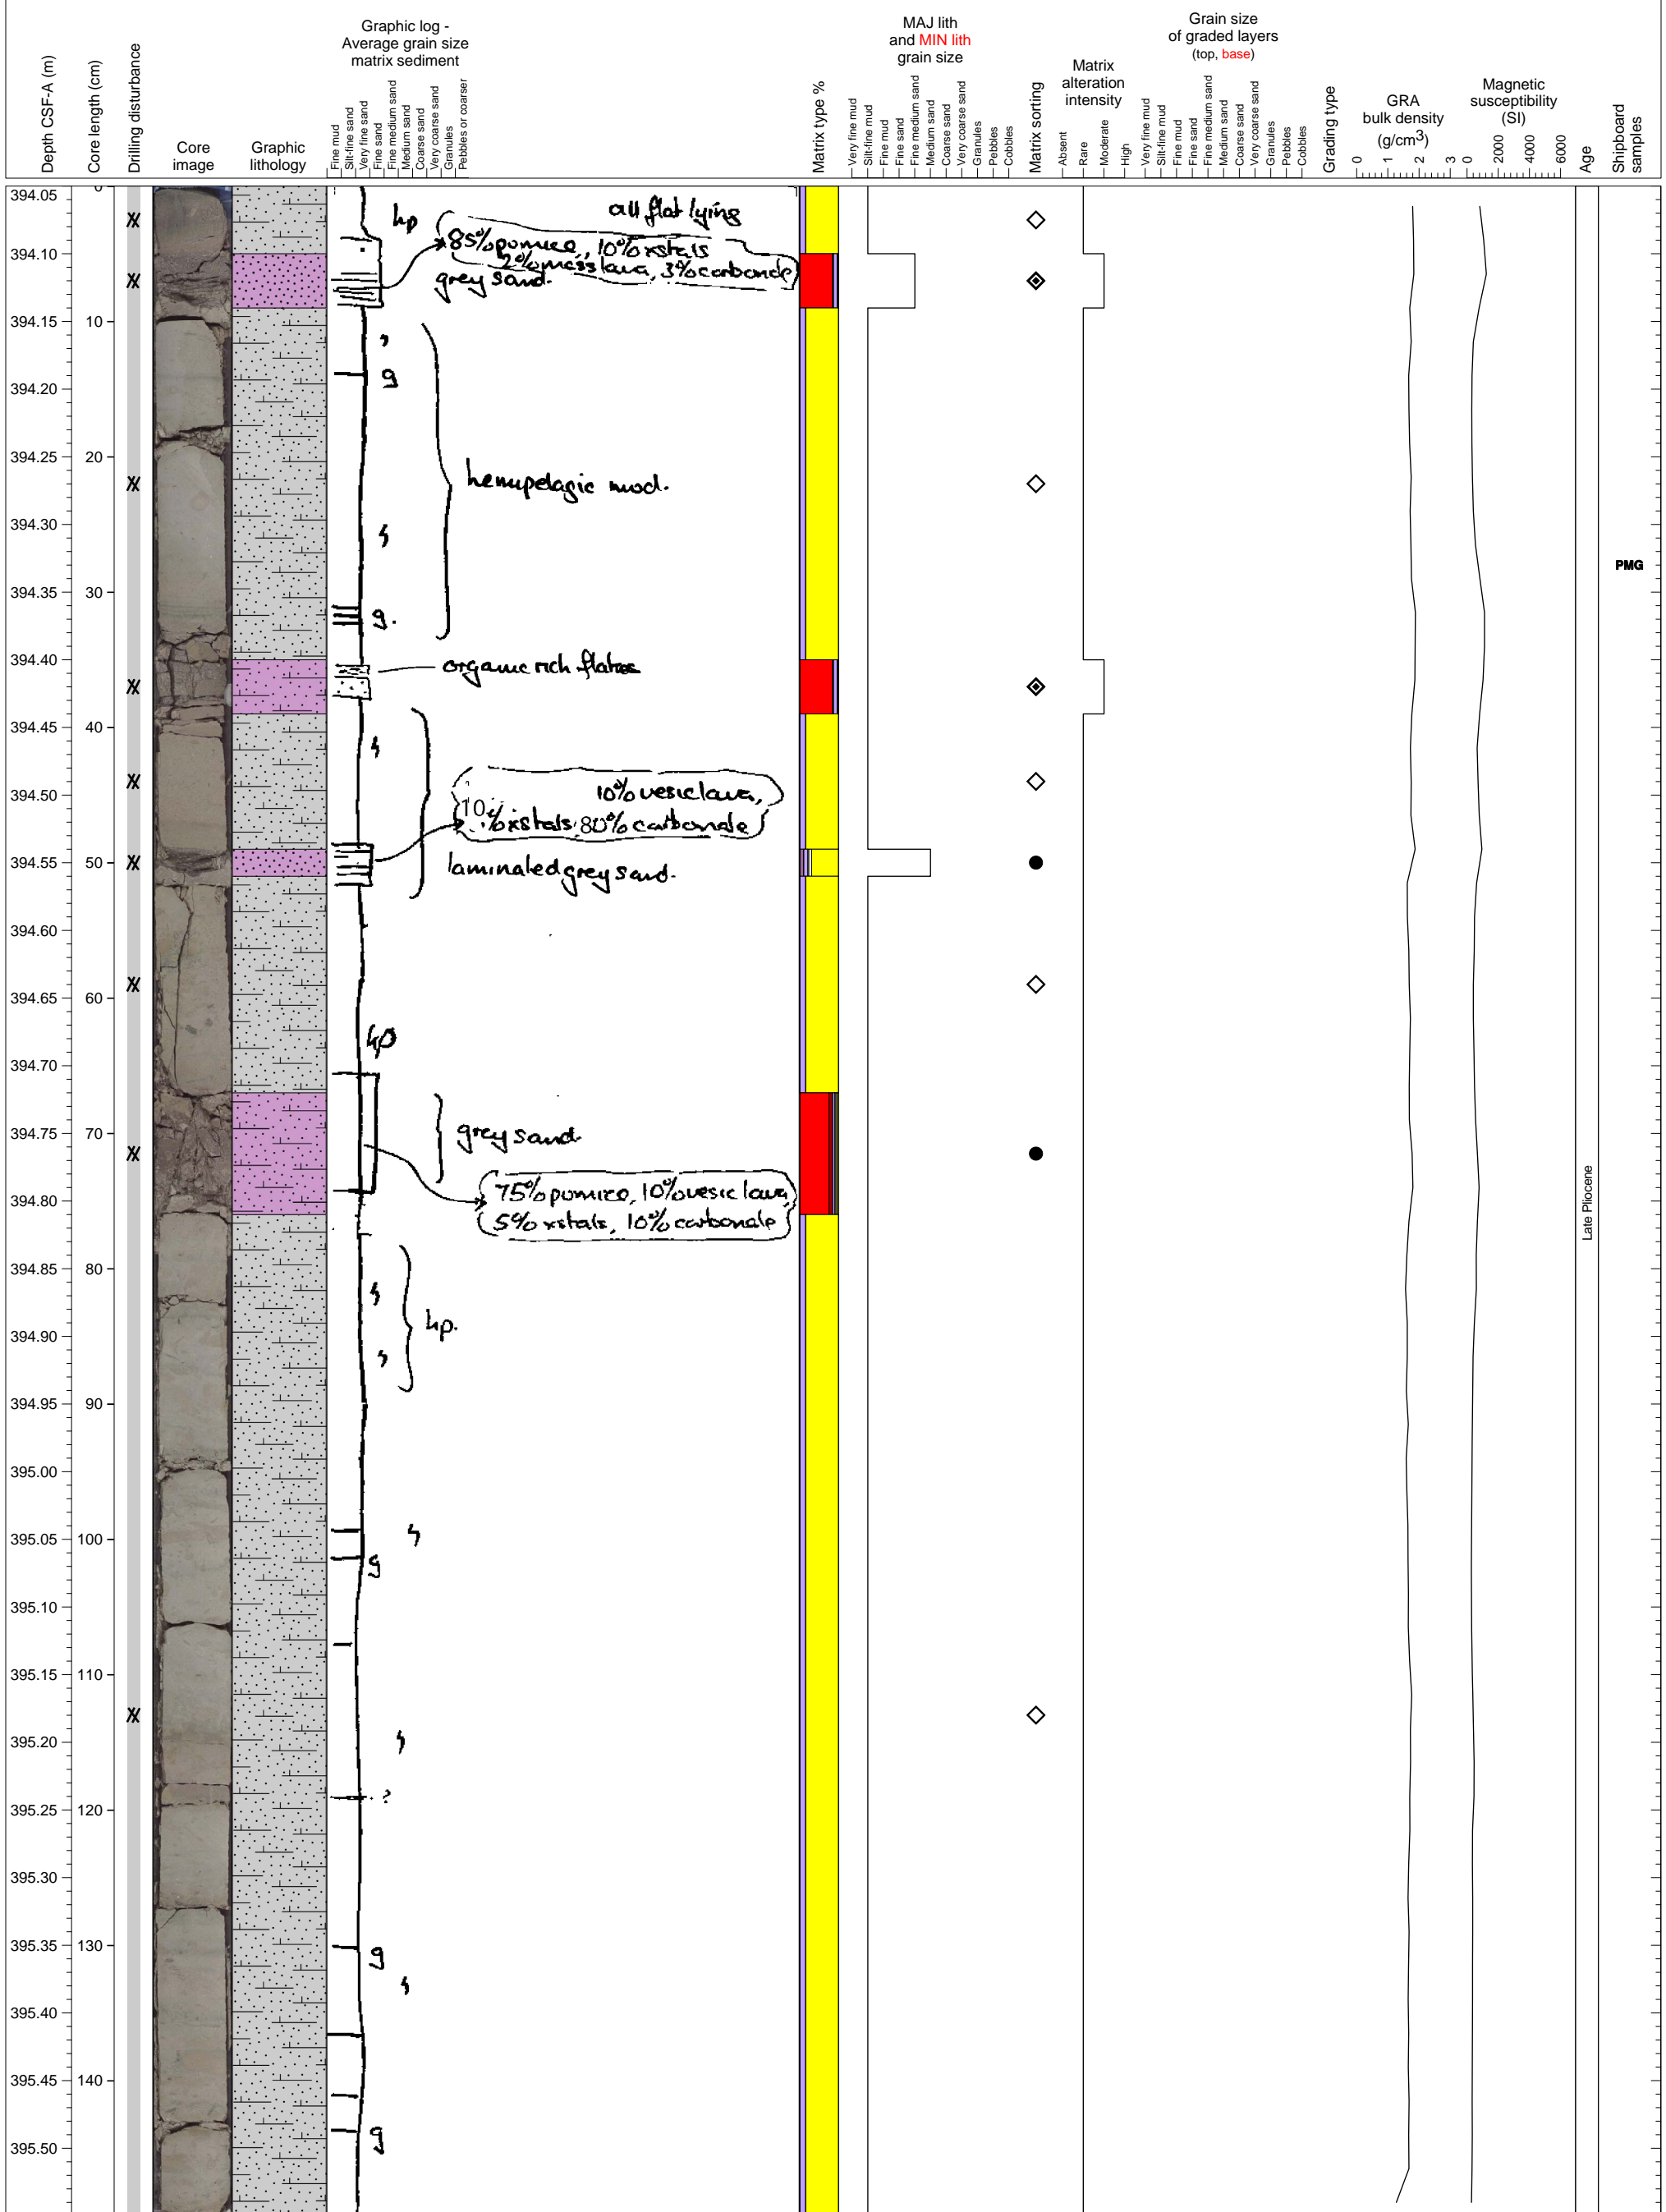 Depth CSF-A (m)
Core length (cm)
Drilling disturbance
Core
image
Graphic
lithology
Graphic log -
Average grain size
matrix sediment
Fine mud
Silt-fine sand
Very fine sand
Fine sand
Fine medium sand
Medium sand
Coarse sand
Very coarse sand
Granules
Pebbles or coarser
Matrix type %
MAJ lith
and MIN lith
grain size
Very fine mud
Silt-fine mud
Fine mud
Fine sand
Fine medium sand
Medium sand
Coarse sand
Very coarse sand
Granules
Pebbles
Cobbles
Matrix sorting
Matrix
alteration
intensity
Absent
Rare
Moderate
High
Grain size
of graded layers
(top, base)
Very fine mud
Silt-fine mud
Fine mud
Fine sand
Fine medium sand
Medium sand
Coarse sand
Very coarse sand
Granules
Pebbles
Cobbles
Grading type
GRA
bulk density
(g/cm3)
0 1 2 3
Magnetic
susceptibility
(SI)
0 2000 4000 6000
Age
Shipboard
samples
394.05
0
hp
all flat lying
85% pumice, 10% xstals
2% mass lava, 3% carbonate
394.10
grey sand.
394.15
10
394.20
g
394.25
20
hemipelagic mud.
394.30
PMG
394.35
30
g.
394.40
organic rich flakes
394.45
40
394.50
10% vesic lava,
10% xstals 80% carbonate
394.55
50
laminated grey sand.
394.60
394.65
60
hp
394.70
394.75
70
grey sand
394.80
75% pumice, 10% vesic lava,
5% xstals, 10% carbonate
Late Pliocene
394.85
80
hp.
394.90
394.95
90
395.00
395.05
100
g
395.10
395.15
110
395.20
?
395.25
120
395.30
395.35
130
g
395.40
395.45
140
g
395.50